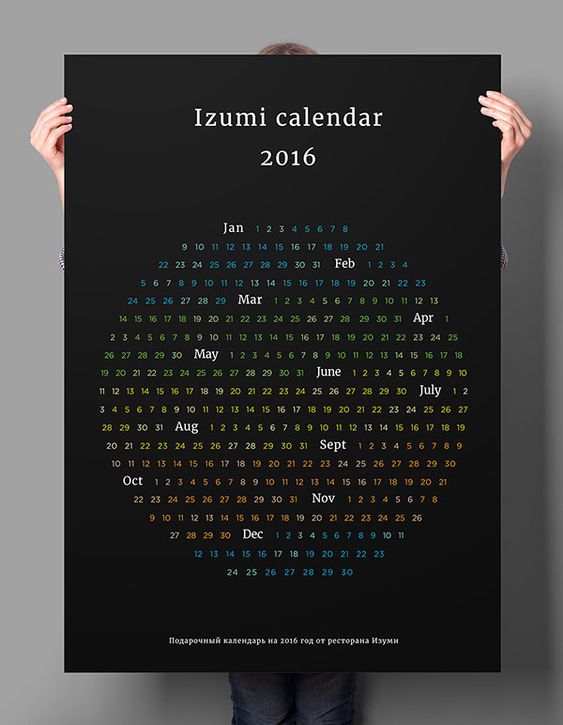 Izumi calendar
2016
Jan 1 2 3 4 5 6 7 8
9 10 11 12 13 14 15 16 17 18 19 20 21
22 23 24 25 26 27 28 29 30 31 Feb 1 2 3 4
5 6 7 8 9 10 11 12 13 14 15 16 17 18 19 20 21 22 23
24 25 26 27 28 29 Mar 1 2 3 4 5 6 7 8 9 10 11 12 13
14 15 16 17 18 19 20 21 22 23 24 25 26 27 28 29 30 31 Apr 1
2 3 4 5 6 7 8 9 10 11 12 13 14 15 16 17 18 19 20 21 22 23 24 25
26 27 28 29 30 May 1 2 3 4 5 6 7 8 9 10 11 12 13 14 15 16 17 18
19 20 21 22 23 24 25 26 27 28 29 30 31 June 1 2 3 4 5 6 7 8 9 10
11 12 13 14 15 16 17 18 19 20 21 22 23 24 25 26 27 28 29 30 July 1 2
3 4 5 6 7 8 9 10 11 12 13 14 15 16 17 18 19 20 21 22 23 24 25 26 27
28 29 30 31 Aug 1 2 3 4 5 6 7 8 9 10 11 12 13 14 15 16 17 18 19
20 21 22 23 24 25 26 27 28 29 30 31 Sept 1 2 3 4 5 6 7 8 9
10 11 12 13 14 15 16 17 18 19 20 21 22 23 24 25 26 27 28 29 30
Oct 1 2 3 4 5 6 7 8 9 10 11 12 13 14 15 16 17 18 19 20 21
22 23 24 25 26 27 28 29 30 31 Nov 1 2 3 4 5 6 7 8
9 10 11 12 13 14 15 16 17 18 19 20 21 22 23 24 25 26
27 28 29 30 Dec 1 2 3 4 5 6 7 8 9 10 11
12 13 14 15 16 17 18 19 20 21 22 23
24 25 26 27 28 29 30
Подарочный календарь на 2016 год от ресторана Изуми